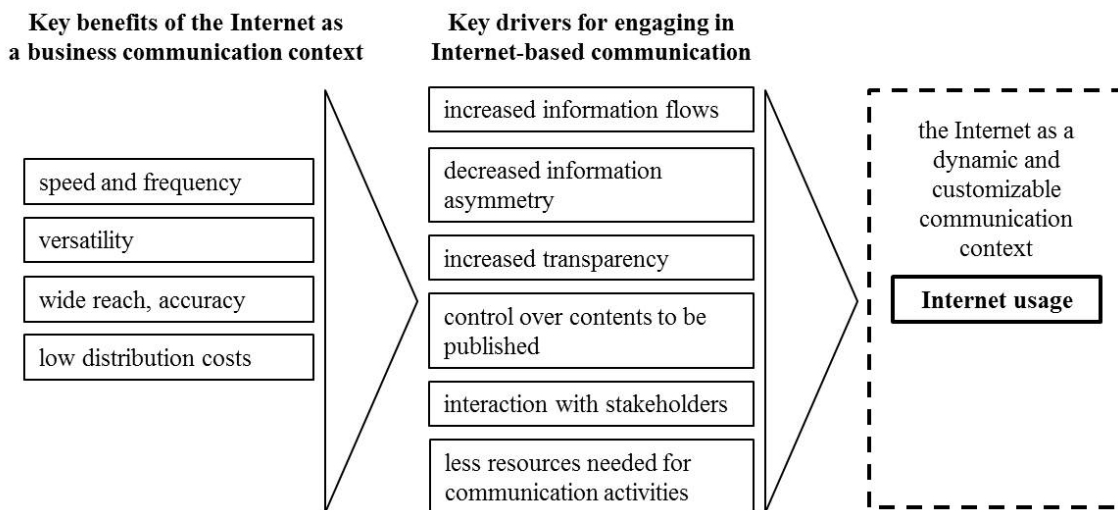 Key benefits of the Internet as
a business communication context
Key drivers for engaging in
Internet-based communication
speed and frequency
versatility
wide reach, accuracy
low distribution costs
increased information flows
decreased information
asymmetry
increased transparency
control over contents to be
published
interaction with stakeholders
less resources needed for
communication activities
the Internet as a
dynamic and
customizable
communication
context
Internet usage